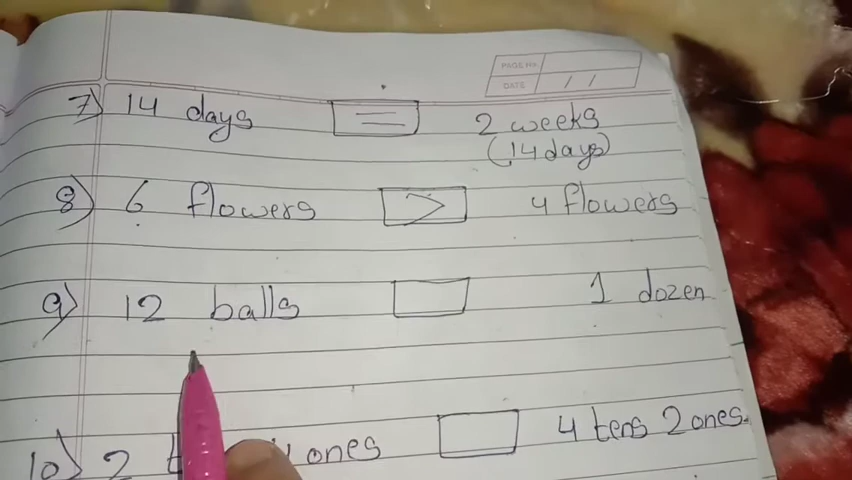 PAGE No.
DATE / /
7) 14 days = 2 weeks
(14 days)
8) 6 flowers > 4 flowers
9) 12 balls 1 dozen
10) 2 ones 4 tens 2 ones.